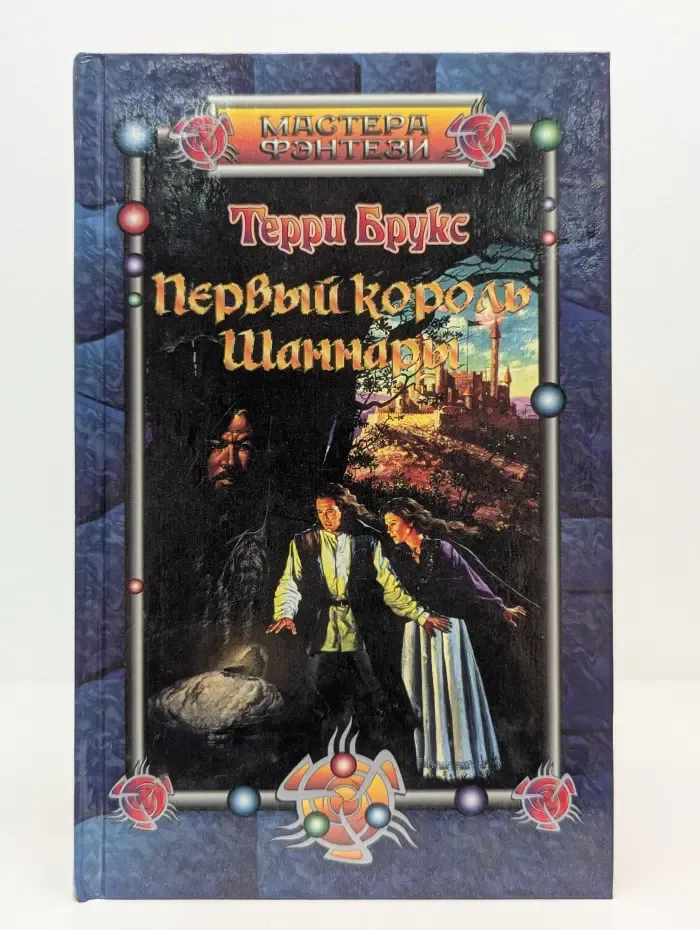 МАСТЕРА
ФЭНТЕЗИ
Терри Брукс
Первый король
Шаннары